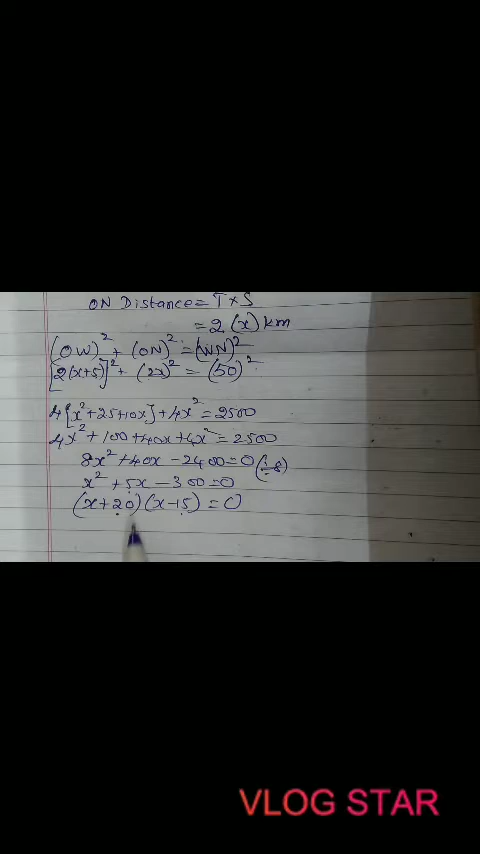 ON Distance = T × S
= 2 (x) km
(OW)² + (ON)² = (WN)²
[2(x+5)]² + (2x)² = (50)²
4[x²+25+10x] + 4x² = 2500
4x² + 100 + 40x + 4x² = 2500
8x² + 40x - 2400 = 0 (÷8)
x² + 5x - 300 = 0
(x+20) (x-15) = 0
VLOG STAR